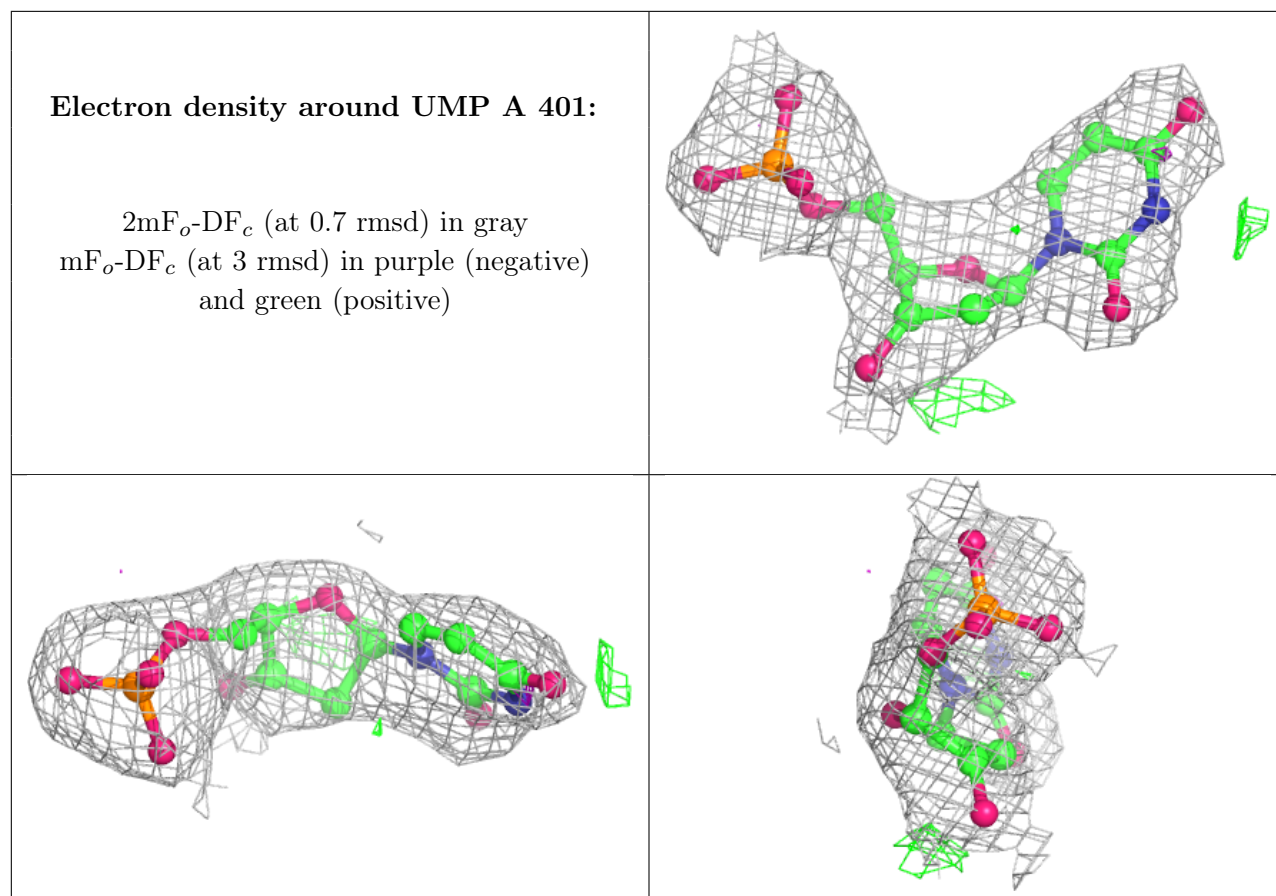 Electron density around UMP A 401:
2mFo-DFc (at 0.7 rmsd) in gray
mFo-DFc (at 3 rmsd) in purple (negative)
and green (positive)